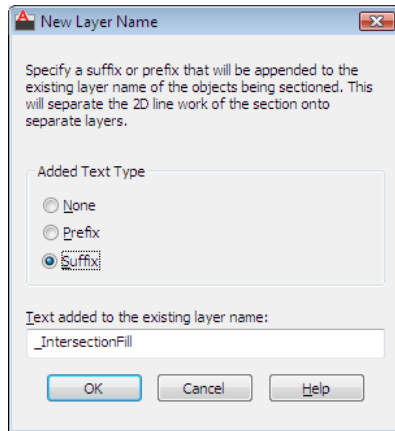 New Layer Name
Specify a suffix or prefix that will be appended to the
existing layer name of the objects being sectioned. This
will separate the 2D line work of the section onto
separate layers.
Added Text Type
None
Prefix
Suffix
Text added to the existing layer name:
_IntersectionFill
OK Cancel Help